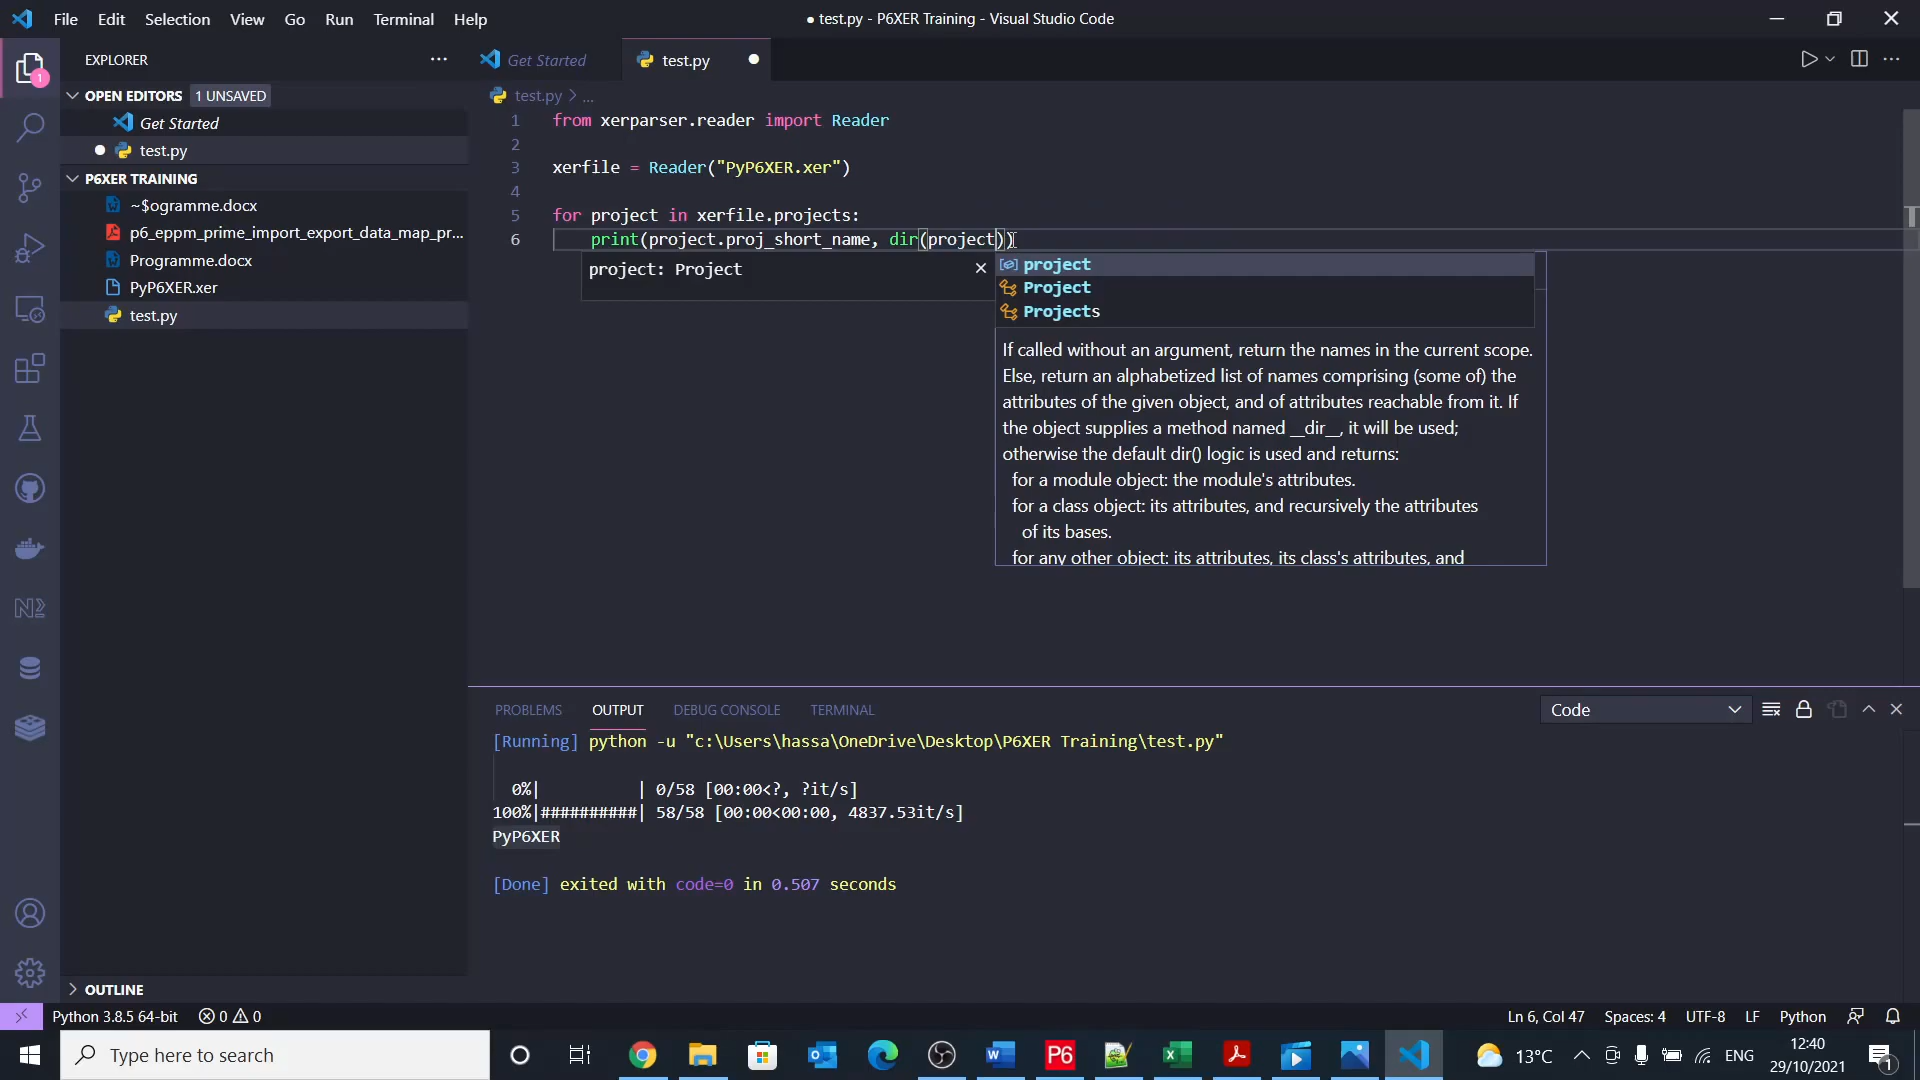 File Edit Selection View Go Run Terminal Help
● test.py - P6XER Training - Visual Studio Code
EXPLORER
Get Started
test.py
OPEN EDITORS 1 UNSAVED
Get Started
test.py
P6XER TRAINING
~$ogramme.docx
p6_eppm_prime_import_export_data_map_pr...
Programme.docx
PyP6XER.xer
test.py
OUTLINE
test.py > ...
1 from xerparser.reader import Reader
2
3 xerfile = Reader("PyP6XER.xer")
4
5 for project in xerfile.projects:
6 print(project.proj_short_name, dir(project))
project: Project
project
Project
Projects
If called without an argument, return the names in the current scope.
Else, return an alphabetized list of names comprising (some of) the
attributes of the given object, and of attributes reachable from it. If
the object supplies a method named __dir__, it will be used;
otherwise the default dir() logic is used and returns:
for a module object: the module's attributes.
for a class object: its attributes, and recursively the attributes
of its bases.
for any other object: its attributes, its class's attributes, and
PROBLEMS OUTPUT DEBUG CONSOLE TERMINAL
Code
[Running] python -u "c:\Users\hassa\OneDrive\Desktop\P6XER Training\test.py"
0%| | 0/58 [00:00<?, ?it/s]
100%|##########| 58/58 [00:00<00:00, 4837.53it/s]
PyP6XER
[Done] exited with code=0 in 0.507 seconds
Python 3.8.5 64-bit 0 0
Ln 6, Col 47 Spaces: 4 UTF-8 LF Python
Type here to search
P6
13°C
ENG
12:40
29/10/2021
1